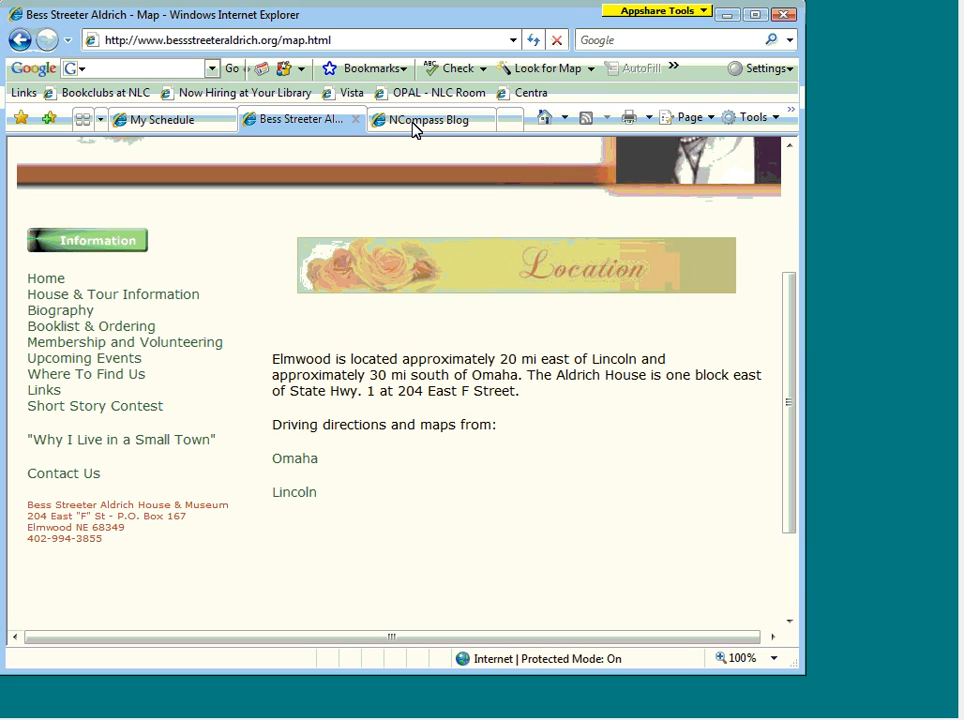 Bess Streeter Aldrich - Map - Windows Internet Explorer
Appshare Tools
http://www.bessstreeteraldrich.org/map.html
Google
Google G Go Bookmarks ABC Check Look for Map AutoFill Settings
Links Bookclubs at NLC Now Hiring at Your Library Vista OPAL - NLC Room Centra
My Schedule Bess Streeter Al... NCompass Blog Page Tools
Information
Location
Home
House & Tour Information
Biography
Booklist & Ordering
Membership and Volunteering
Upcoming Events
Where To Find Us
Links
Short Story Contest
"Why I Live in a Small Town"
Contact Us
Bess Streeter Aldrich House & Museum
204 East "F" St - P.O. Box 167
Elmwood NE 68349
402-994-3855
Elmwood is located approximately 20 mi east of Lincoln and
approximately 30 mi south of Omaha. The Aldrich House is one block east
of State Hwy. 1 at 204 East F Street.
Driving directions and maps from:
Omaha
Lincoln
Internet | Protected Mode: On
100%